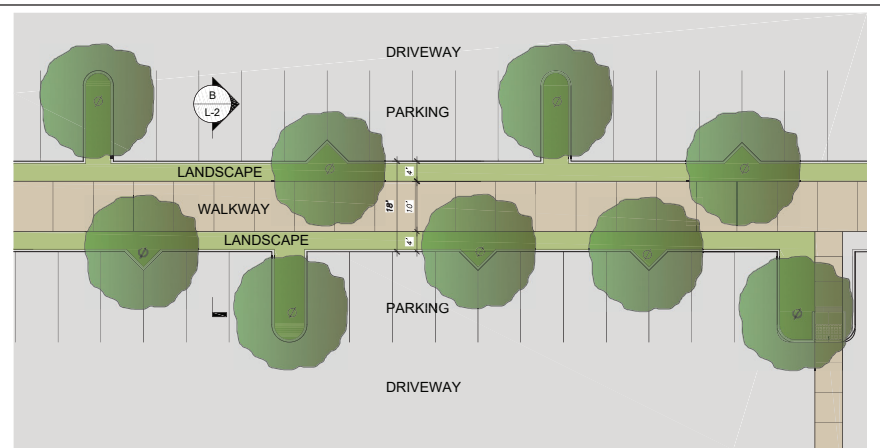 DRIVEWAY
B
L-2
PARKING
LANDSCAPE
4'
WALKWAY
18'
10'
LANDSCAPE
4'
PARKING
DRIVEWAY